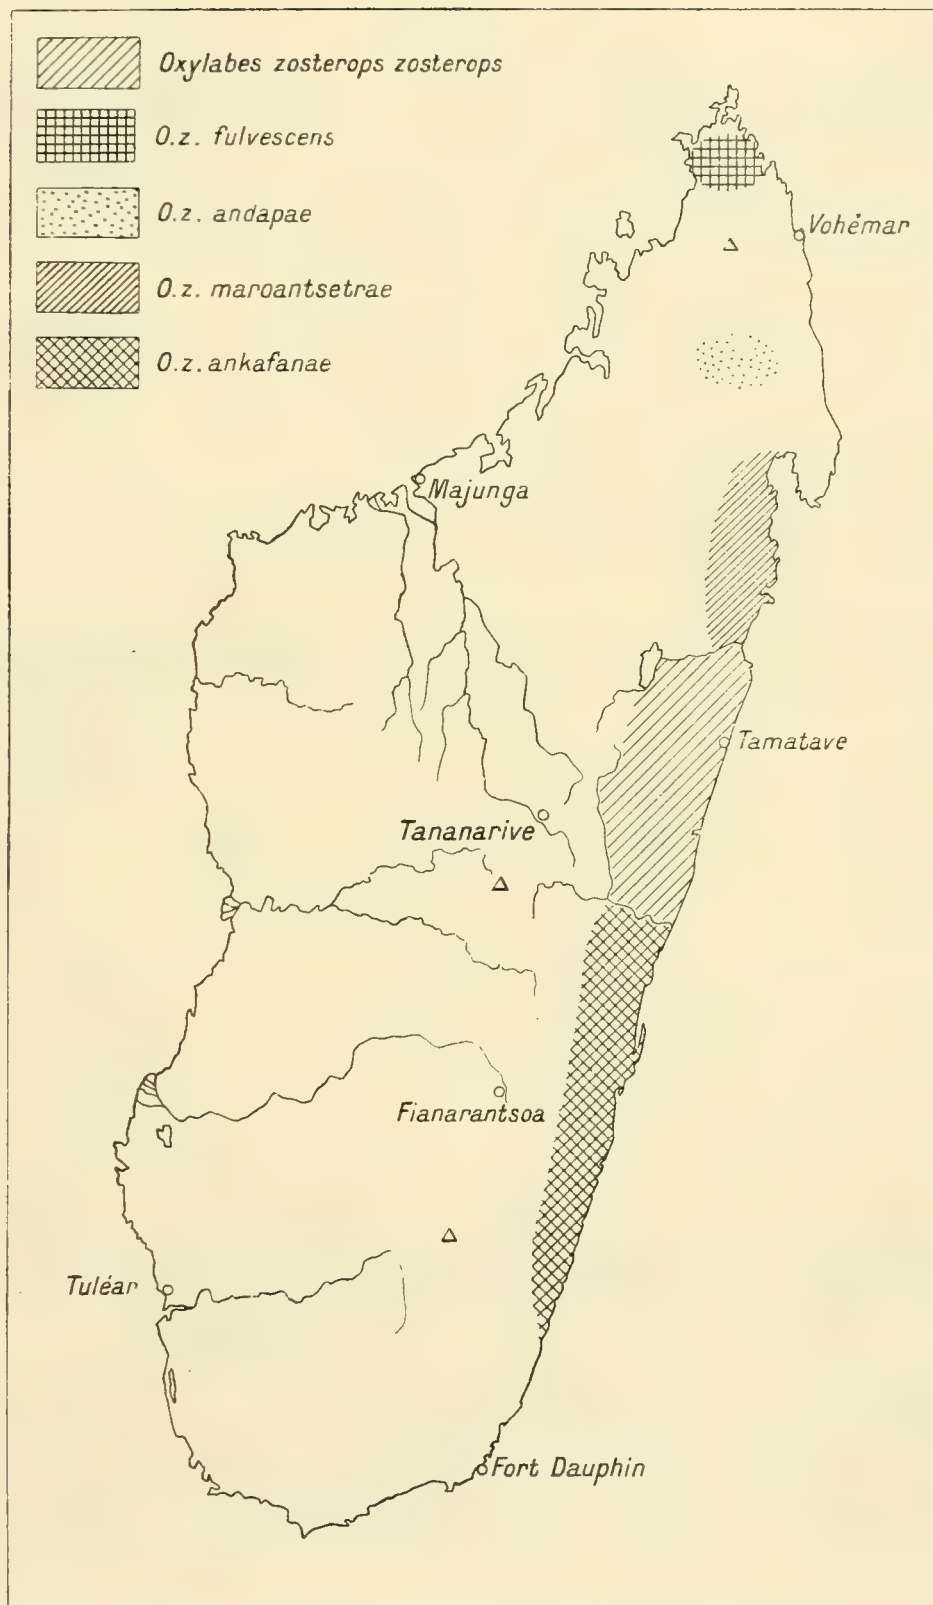 Oxylabes zosterops zosterops
O.z. fulvescens
O.z. andapae
O.z. maroantsetrae
O.z. ankafanae
Vohémar
Majunga
Tamatave
Tananarive
Fianarantsoa
Tuléar
Fort Dauphin